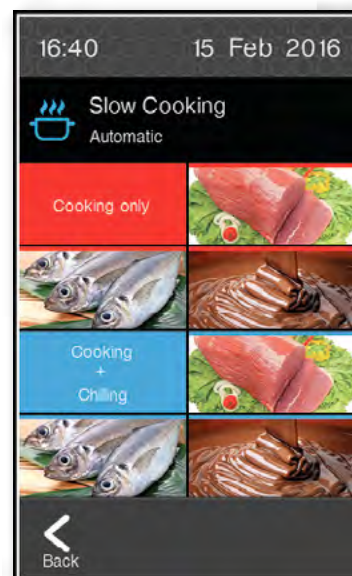 16:40 15 Feb 2016
Slow Cooking
Automatic
Cooking only
Cooking
+
Chilling
Back